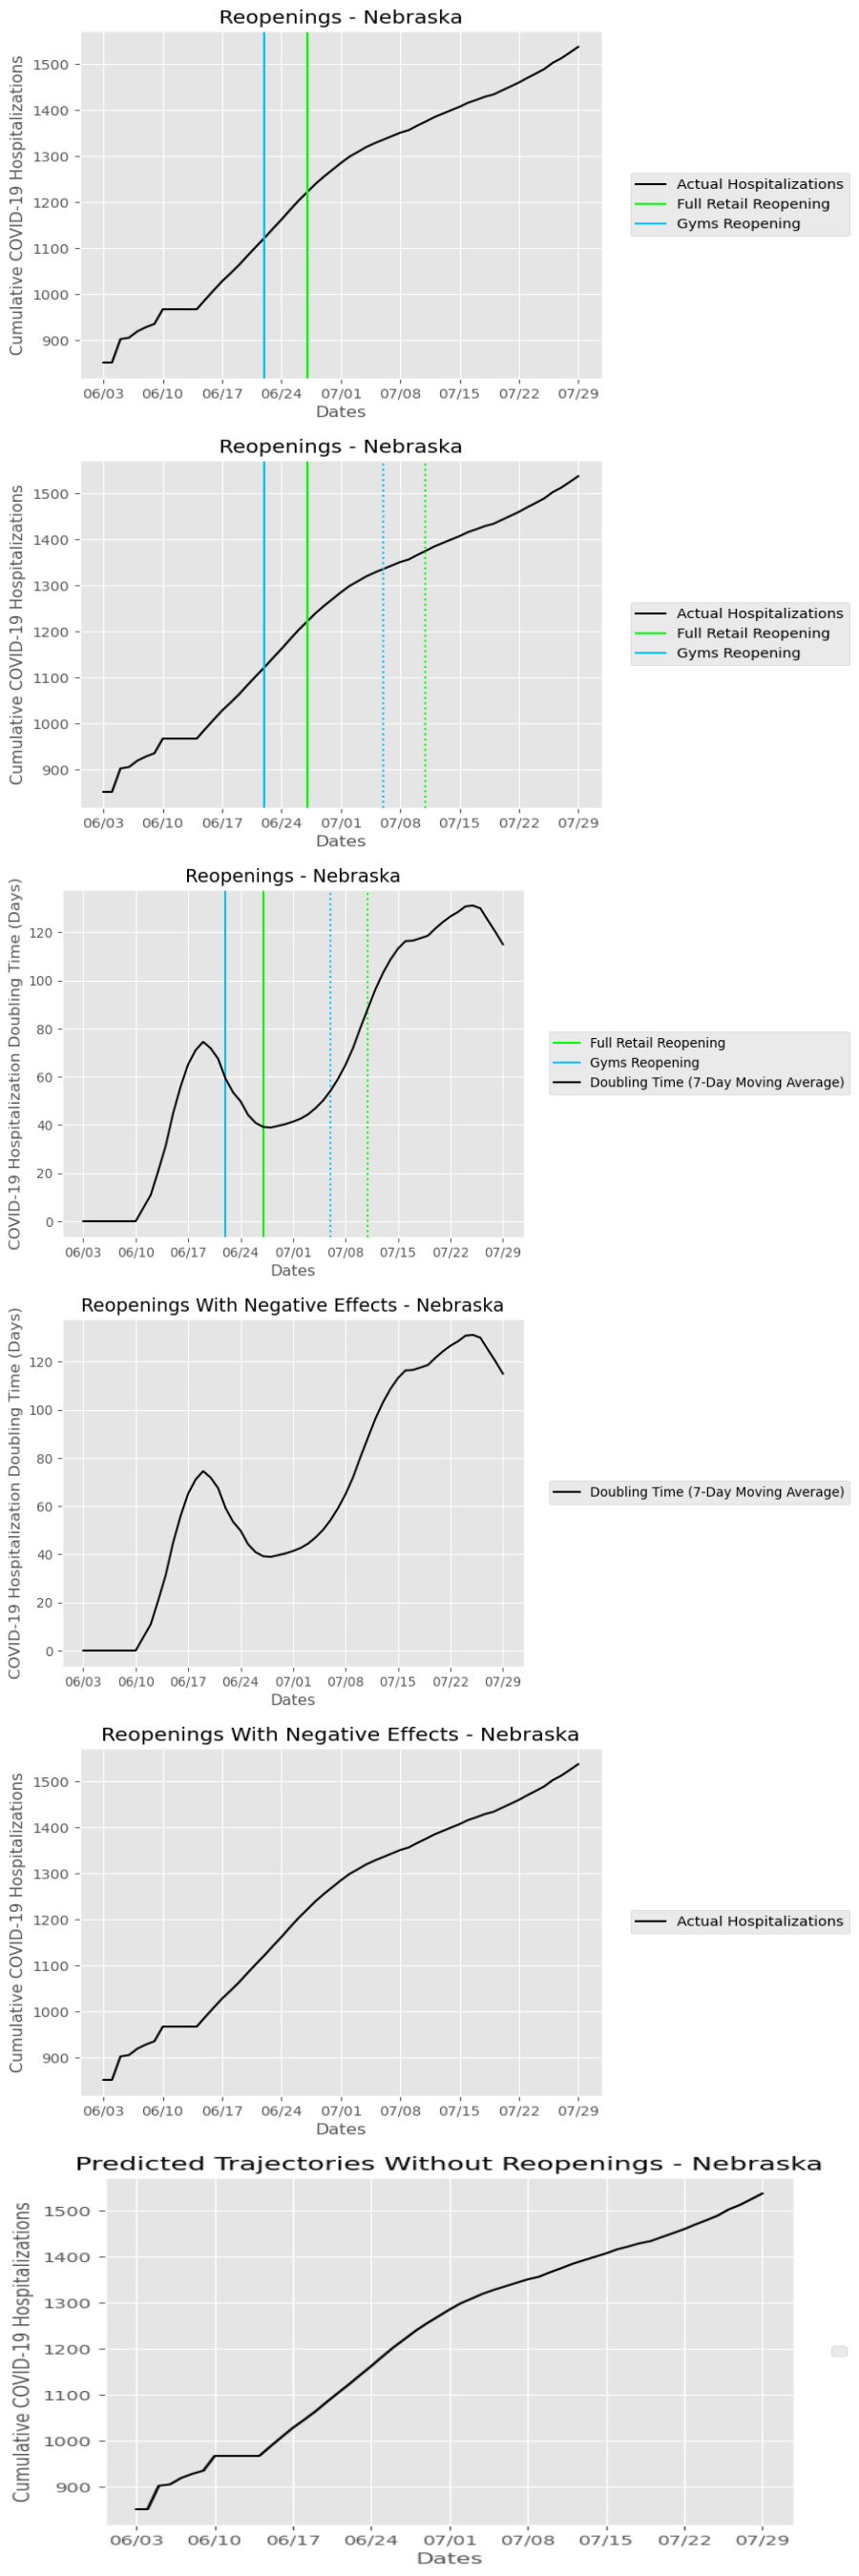 Reopenings - Nebraska
Cumulative COVID-19 Hospitalizations
1500
1400
1300
1200
1100
1000
900
06/03 06/10 06/17 06/24 07/01 07/08 07/15 07/22 07/29
Dates
Actual Hospitalizations
Full Retail Reopening
Gyms Reopening
Reopenings - Nebraska
Cumulative COVID-19 Hospitalizations
1500
1400
1300
1200
1100
1000
900
06/03 06/10 06/17 06/24 07/01 07/08 07/15 07/22 07/29
Dates
Actual Hospitalizations
Full Retail Reopening
Gyms Reopening
Reopenings - Nebraska
COVID-19 Hospitalization Doubling Time (Days)
120
100
80
60
40
20
0
06/03 06/10 06/17 06/24 07/01 07/08 07/15 07/22 07/29
Dates
Full Retail Reopening
Gyms Reopening
Doubling Time (7-Day Moving Average)
Reopenings With Negative Effects - Nebraska
COVID-19 Hospitalization Doubling Time (Days)
120
100
80
60
40
20
0
06/03 06/10 06/17 06/24 07/01 07/08 07/15 07/22 07/29
Dates
Doubling Time (7-Day Moving Average)
Reopenings With Negative Effects - Nebraska
Cumulative COVID-19 Hospitalizations
1500
1400
1300
1200
1100
1000
900
06/03 06/10 06/17 06/24 07/01 07/08 07/15 07/22 07/29
Dates
Actual Hospitalizations
Predicted Trajectories Without Reopenings - Nebraska
Cumulative COVID-19 Hospitalizations
1500
1400
1300
1200
1100
1000
900
06/03 06/10 06/17 06/24 07/01 07/08 07/15 07/22 07/29
Dates